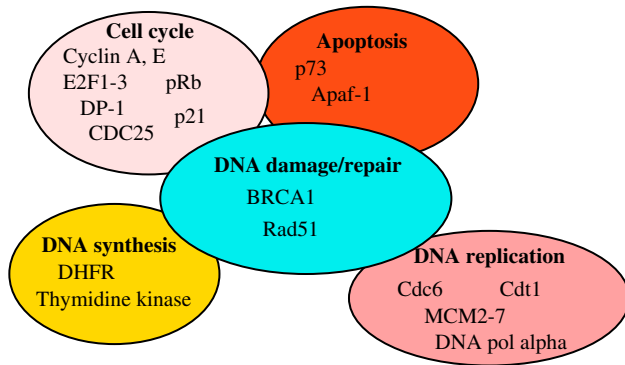 Cell cycle
Cyclin A, E
E2F1-3 pRb
DP-1 p21
CDC25
Apoptosis
p73
Apaf-1
DNA damage/repair
BRCA1
Rad51
DNA synthesis
DHFR
Thymidine kinase
DNA replication
Cdc6 Cdt1
MCM2-7
DNA pol alpha